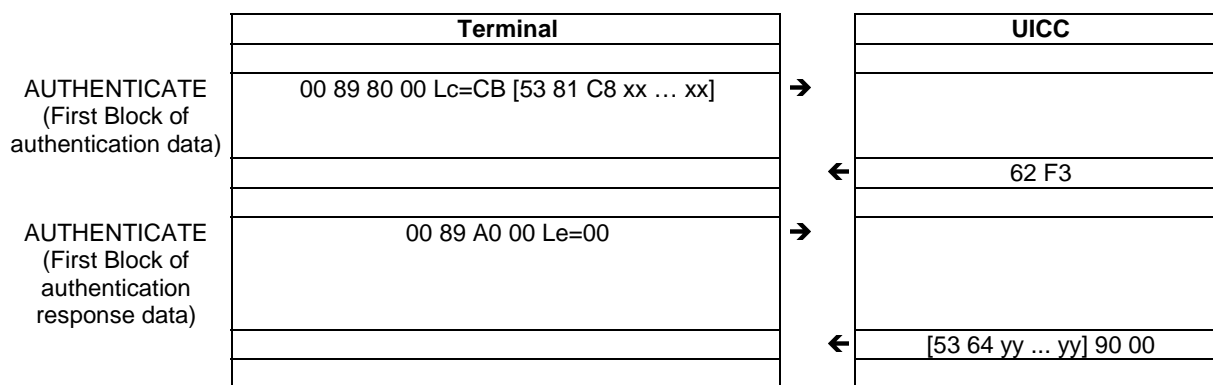 Terminal UICC
AUTHENTICATE
(First Block of
authentication data)
00 89 80 00 Lc=CB [53 81 C8 xx … xx] ➔
🡸 62 F3
AUTHENTICATE
(First Block of
authentication
response data)
00 89 A0 00 Le=00 ➔
🡸 [53 64 yy ... yy] 90 00